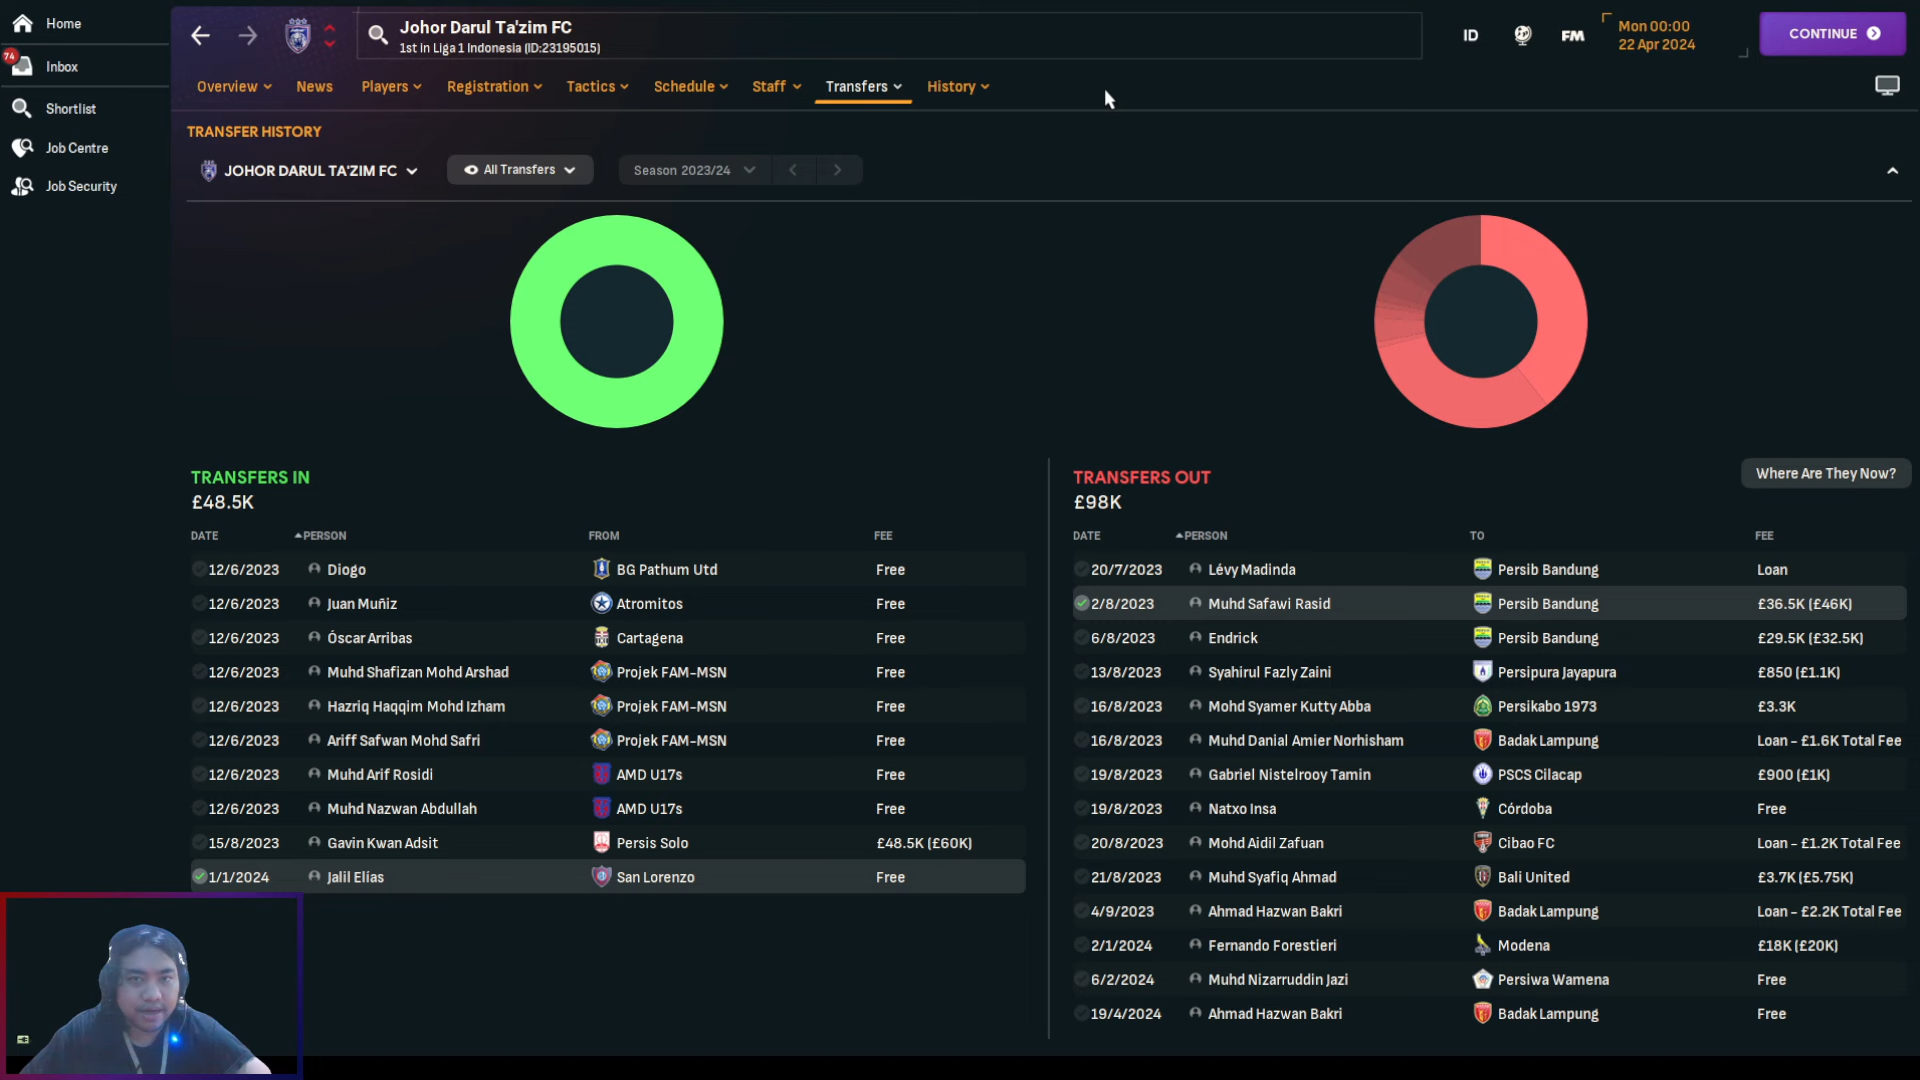 Home
74
Inbox
Shortlist
Job Centre
Job Security
Johor Darul Ta'zim FC
1st in Liga 1 Indonesia (ID:23195015)
ID
FM
Mon 00:00
22 Apr 2024
CONTINUE
Overview News Players Registration Tactics Schedule Staff Transfers History
TRANSFER HISTORY
JOHOR DARUL TA'ZIM FC All Transfers Season 2023/24
TRANSFERS IN
£48.5K
DATE PERSON FROM FEE
12/6/2023 Diogo BG Pathum Utd Free
12/6/2023 Juan Muñiz Atromitos Free
12/6/2023 Óscar Arribas Cartagena Free
12/6/2023 Muhd Shafizan Mohd Arshad Projek FAM-MSN Free
12/6/2023 Hazriq Haqqim Mohd Izham Projek FAM-MSN Free
12/6/2023 Ariff Safwan Mohd Safri Projek FAM-MSN Free
12/6/2023 Muhd Arif Rosidi AMD U17s Free
12/6/2023 Muhd Nazwan Abdullah AMD U17s Free
15/8/2023 Gavin Kwan Adsit Persis Solo £48.5K (£60K)
1/1/2024 Jalil Elías San Lorenzo Free
TRANSFERS OUT
£98K
Where Are They Now?
DATE PERSON TO FEE
20/7/2023 Lévy Madinda Persib Bandung Loan
2/8/2023 Muhd Safawi Rasid Persib Bandung £36.5K (£46K)
6/8/2023 Endrick Persib Bandung £29.5K (£32.5K)
13/8/2023 Syahirul Fazly Zaini Persipura Jayapura £850 (£1.1K)
16/8/2023 Mohd Syamer Kutty Abba Persikabo 1973 £3.3K
16/8/2023 Muhd Danial Amier Norhisham Badak Lampung Loan - £1.6K Total Fee
19/8/2023 Gabriel Nistelrooy Tamin PSCS Cilacap £900 (£1K)
19/8/2023 Natxo Insa Córdoba Free
20/8/2023 Mohd Aidil Zafuan Cibao FC Loan - £1.2K Total Fee
21/8/2023 Muhd Syafiq Ahmad Bali United £3.7K (£5.75K)
4/9/2023 Ahmad Hazwan Bakri Badak Lampung Loan - £2.2K Total Fee
2/1/2024 Fernando Forestieri Modena £18K (£20K)
6/2/2024 Muhd Nizarruddin Jazi Persiwa Wamena Free
19/4/2024 Ahmad Hazwan Bakri Badak Lampung Free